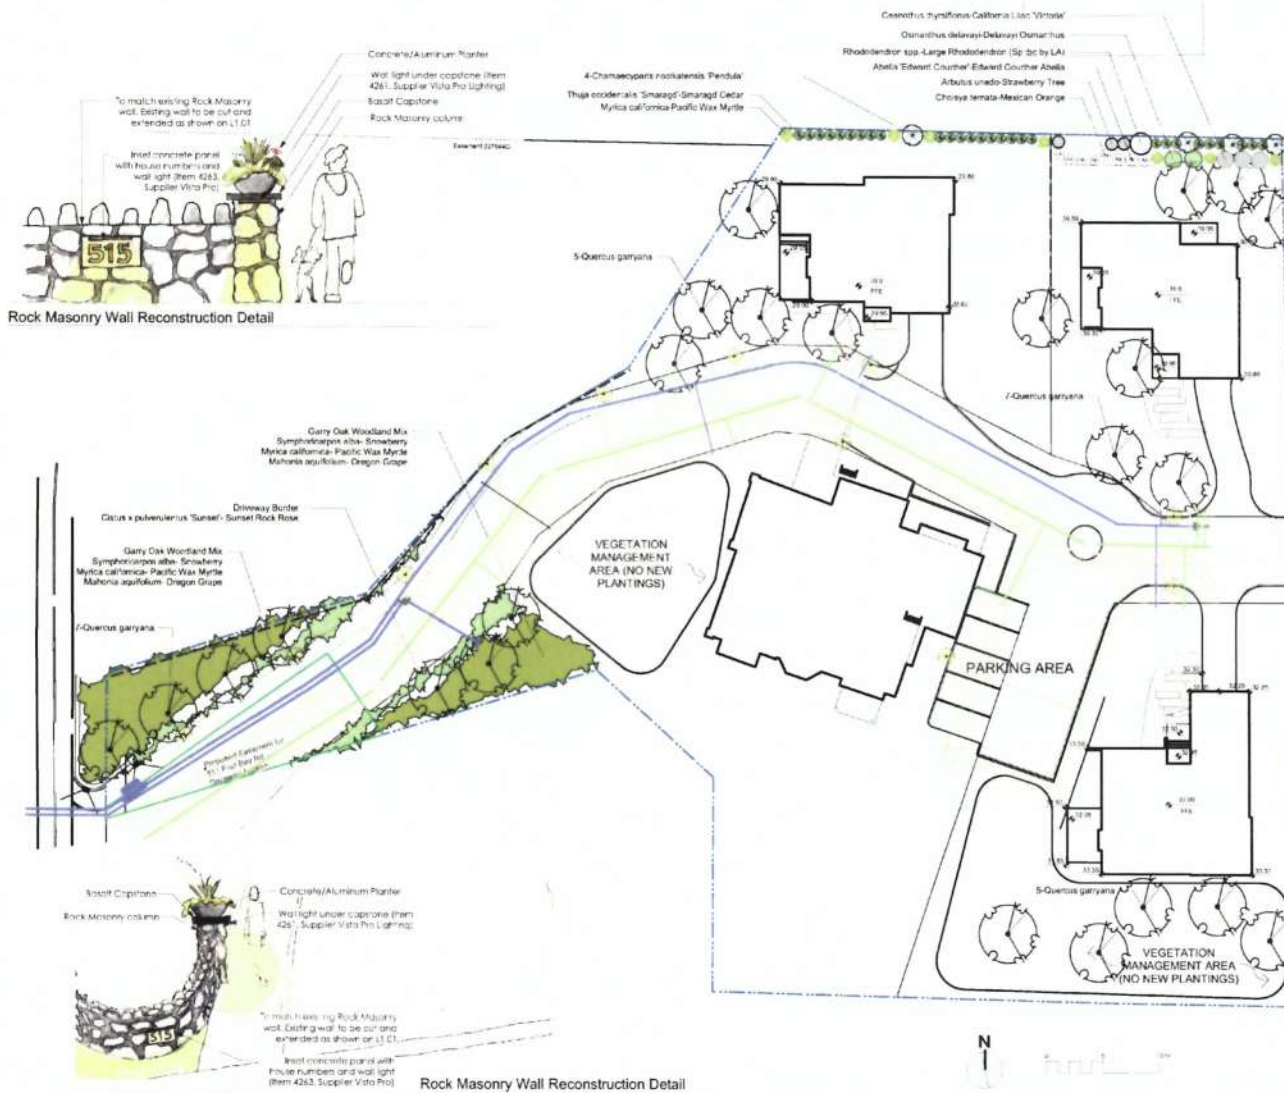 Concrete/Aluminum Planter
Wall light under capstone (Item
4261, Supplier Vista Pro Lighting)
Basalt Capstone
Rock Masonry column
To match existing Rock Masonry
wall. Existing wall to be cut and
extended as shown on L1.01
Inset concrete panel
with house numbers and
wall light (Item 4263,
Supplier Vista Pro)
515
Rock Masonry Wall Reconstruction Detail
Ceanothus thyrsiflorus-California Lilac 'Victoria'
Osmanthus delavayi-Delavayi Osmanthus
Rhododendron spp.-Large Rhododendron (Sp tbc by LA)
Abelia 'Edward Goucher'-Edward Goucher Abelia
Arbutus unedo-Strawberry Tree
Choisya ternata-Mexican Orange
4-Chamaecyparis nootkatensis 'Pendula'
Thuja occidentalis 'Smaragd'-Smaragd Cedar
Myrica californica-Pacific Wax Myrtle
5-Quercus garryana
7-Quercus garryana
Garry Oak Woodland Mix
Symphoricarpos alba- Snowberry
Myrica californica- Pacific Wax Myrtle
Mahonia aquifolium- Oregon Grape
Driveway Border
Cistus x pulverulentus 'Sunset'- Sunset Rock Rose
Garry Oak Woodland Mix
Symphoricarpos alba- Snowberry
Myrica californica- Pacific Wax Myrtle
Mahonia aquifolium- Oregon Grape
7-Quercus garryana
VEGETATION
MANAGEMENT
AREA (NO NEW
PLANTINGS)
PARKING AREA
5-Quercus garryana
VEGETATION
MANAGEMENT AREA
(NO NEW PLANTINGS)
Basalt Capstone
Rock Masonry column
Concrete/Aluminum Planter
Wall light under capstone (Item
4261, Supplier Vista Pro Lighting)
515
To match existing Rock Masonry
wall. Existing wall to be cut and
extended as shown on L1.01
Inset concrete panel with
house numbers and wall light
(Item 4263, Supplier Vista Pro)
Rock Masonry Wall Reconstruction Detail
N